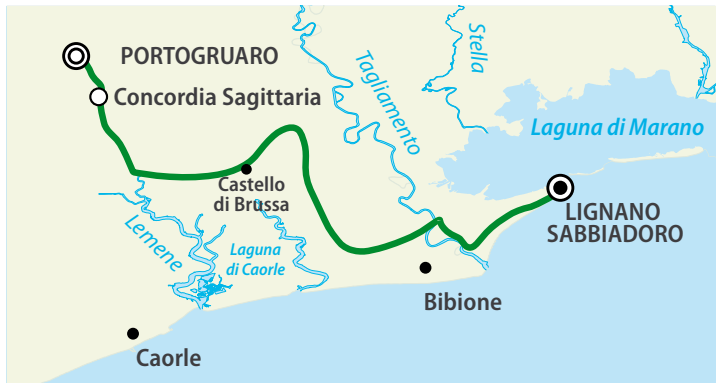 PORTOGRUARO
Concordia Sagittaria
Tagliamento
Stella
Laguna di Marano
Castello
di Brussa
LIGNANO
SABBIADORO
Lemene
Laguna
di Caorle
Bibione
Caorle